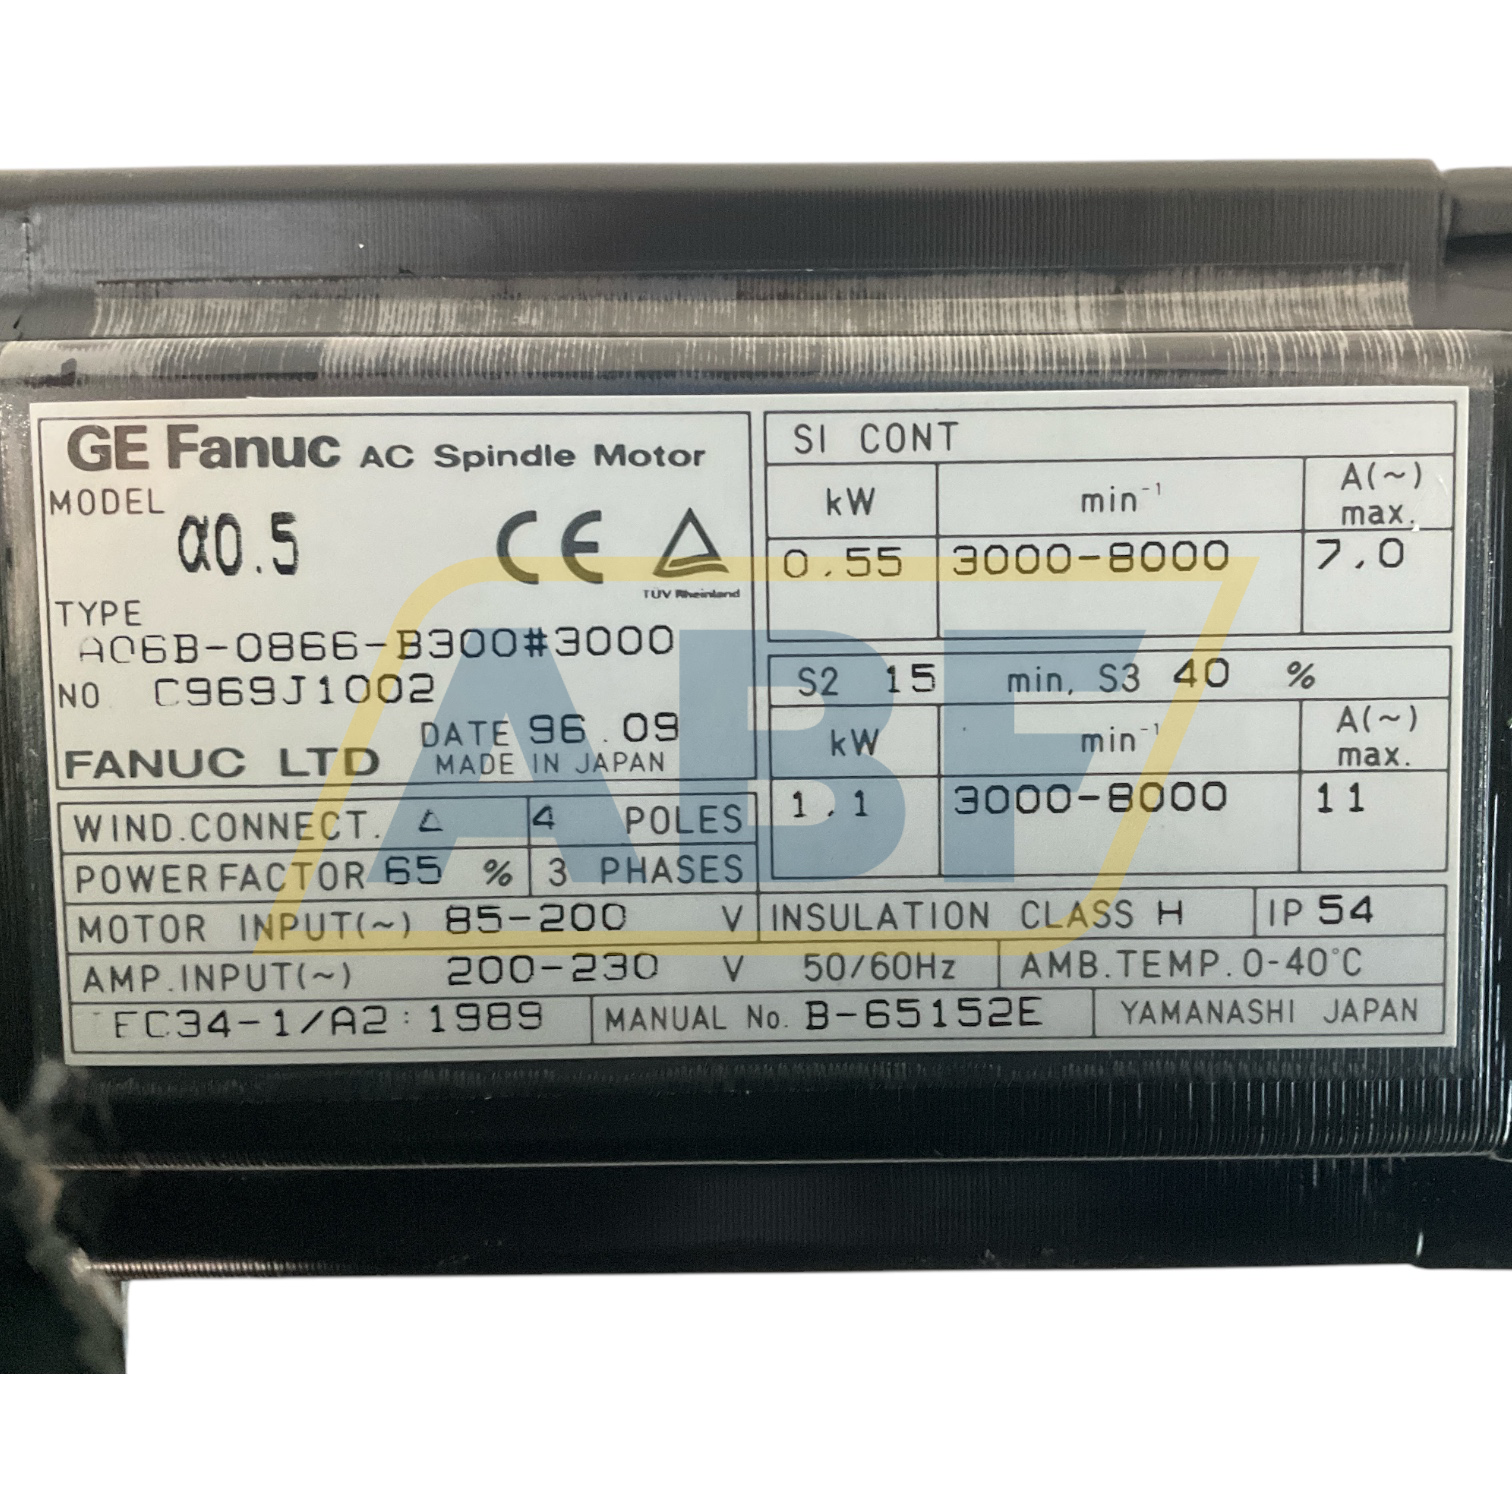 GE Fanuc AC Spindle Motor
MODEL
α0.5
CE
TÜV Rheinland
TYPE
A06B-0866-B300#3000
NO C969J1002
DATE 96.09
FANUC LTD MADE IN JAPAN
WIND.CONNECT. △ 4 POLES
POWER FACTOR 65 % 3 PHASES
MOTOR INPUT(~) 85-200 V
AMP.INPUT(~) 200-230 V 50/60Hz
SI CONT
kW min⁻¹ A(~) max.
0.55 3000-8000 7.0
S2 15 min, S3 40 %
kW min⁻¹ A(~) max.
1.1 3000-8000 11
INSULATION CLASS H IP 54
AMB.TEMP.0-40°C
EC34-1/A2:1989 MANUAL No. B-65152E YAMANASHI JAPAN
ABF